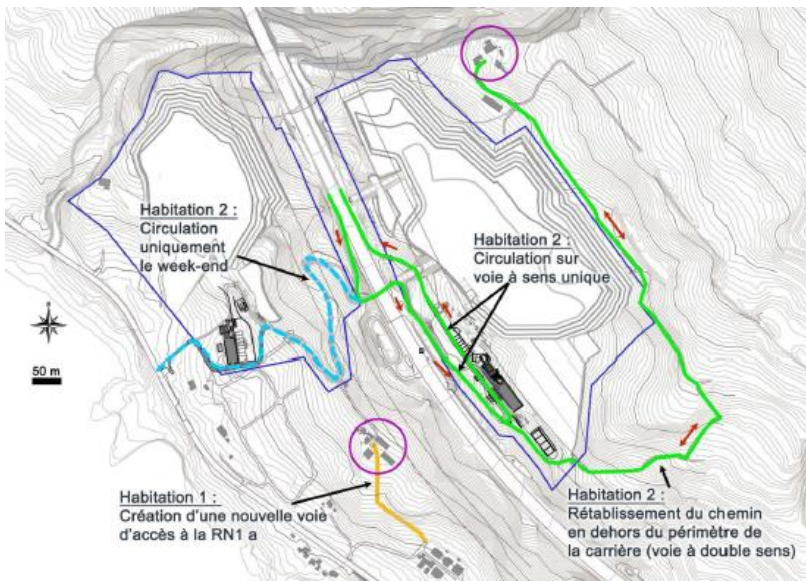 Habitation 2 :
Circulation
uniquement
le week-end
Habitation 2 :
Circulation sur
voie à sens unique
50 m
Habitation 1 :
Création d'une nouvelle voie
d'accès à la RN1 a
Habitation 2 :
Rétablissement du chemin
en dehors du périmètre de
la carrière (voie à double sens)